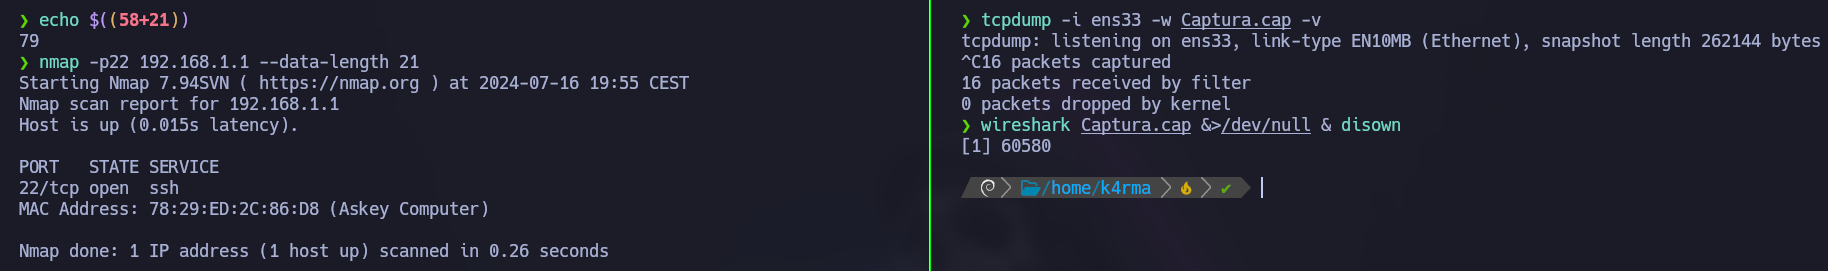 ❯ echo $((58+21))
79
❯ nmap -p22 192.168.1.1 --data-length 21
Starting Nmap 7.94SVN ( https://nmap.org ) at 2024-07-16 19:55 CEST
Nmap scan report for 192.168.1.1
Host is up (0.015s latency).
PORT   STATE SERVICE
22/tcp open  ssh
MAC Address: 78:29:ED:2C:86:D8 (Askey Computer)
Nmap done: 1 IP address (1 host up) scanned in 0.26 seconds
❯ tcpdump -i ens33 -w Captura.cap -v
tcpdump: listening on ens33, link-type EN10MB (Ethernet), snapshot length 262144 bytes
^C16 packets captured
16 packets received by filter
0 packets dropped by kernel
❯ wireshark Captura.cap &>/dev/null & disown
[1] 60580
/home/k4rma